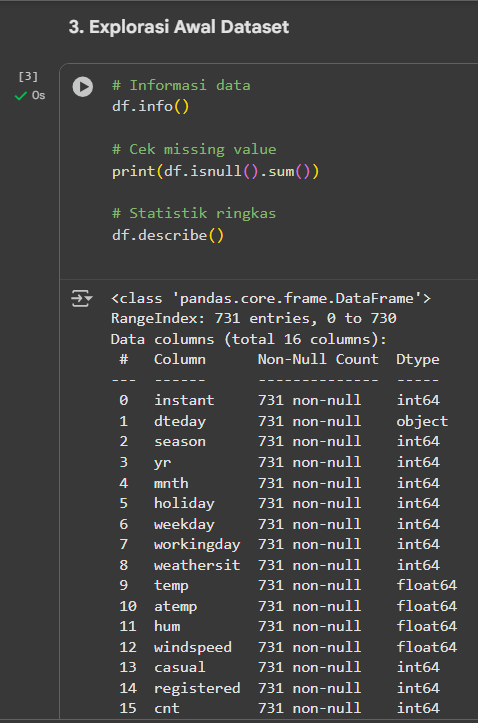 3. Explorasi Awal Dataset
[3]
0s
# Informasi data
df.info()
# Cek missing value
print(df.isnull().sum())
# Statistik ringkas
df.describe()
<class 'pandas.core.frame.DataFrame'>
RangeIndex: 731 entries, 0 to 730
Data columns (total 16 columns):
 #   Column      Non-Null Count  Dtype
---  ------      --------------  -----
 0   instant     731 non-null    int64
 1   dteday      731 non-null    object
 2   season      731 non-null    int64
 3   yr          731 non-null    int64
 4   mnth        731 non-null    int64
 5   holiday     731 non-null    int64
 6   weekday     731 non-null    int64
 7   workingday  731 non-null    int64
 8   weathersit  731 non-null    int64
 9   temp        731 non-null    float64
 10  atemp       731 non-null    float64
 11  hum         731 non-null    float64
 12  windspeed   731 non-null    float64
 13  casual      731 non-null    int64
 14  registered  731 non-null    int64
 15  cnt         731 non-null    int64